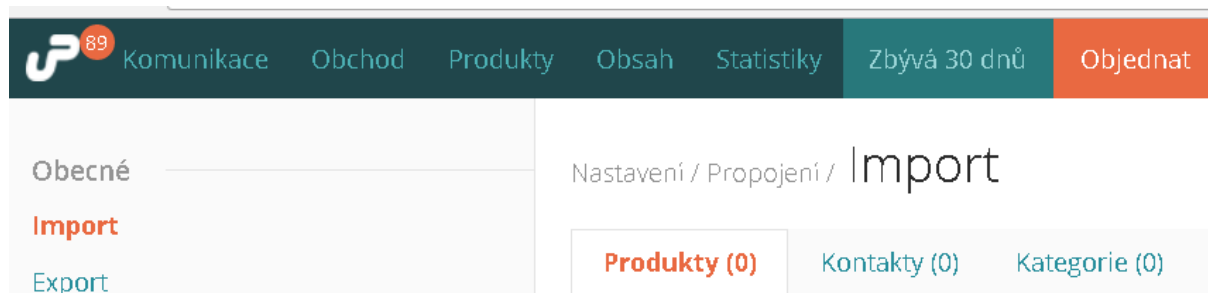 89 Komunikace Obchod Produkty Obsah Statistiky Zbývá 30 dnů Objednat
Obecné
Import
Export
Nastavení / Propojení / Import
Produkty (0) Kontakty (0) Kategorie (0)